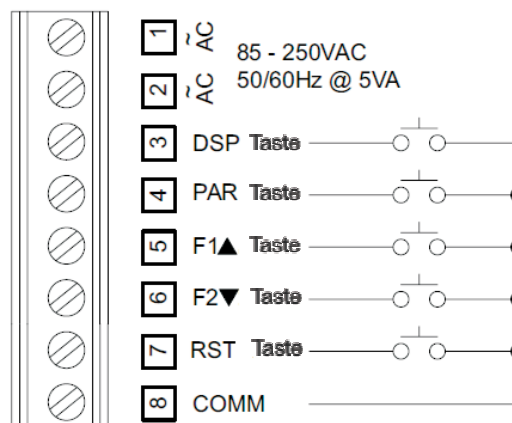 1 ~AC
85 - 250VAC
2 ~AC
50/60Hz @ 5VA
3 DSP Taste
4 PAR Taste
5 F1▲ Taste
6 F2▼ Taste
7 RST Taste
8 COMM